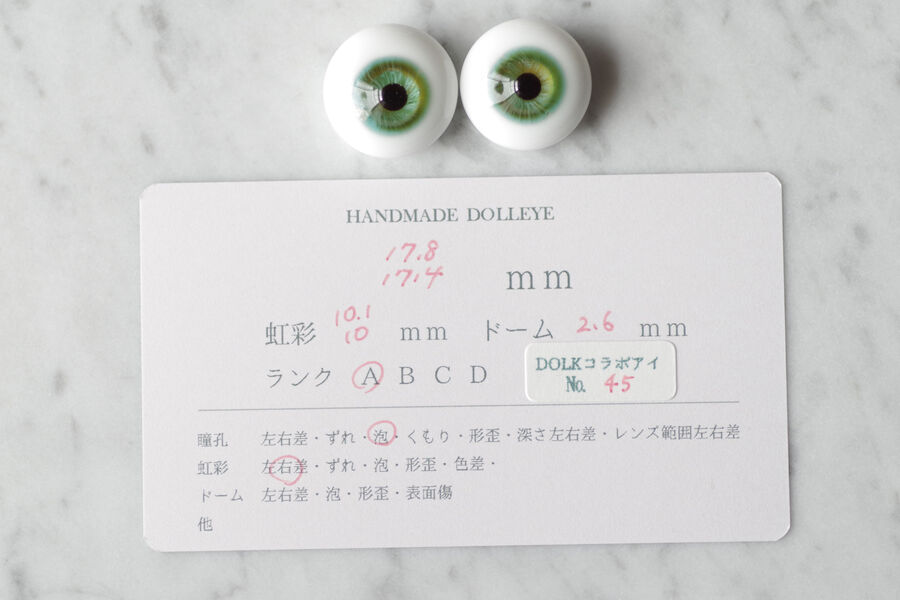 HANDMADE DOLLEYE
17.8
17.4 mm
虹彩 10.1 10 mm ドーム 2.6 mm
ランク A B C D
DOLKコラボアイ
No. 45
瞳孔 左右差・ずれ・泡・くもり・形歪・深さ左右差・レンズ範囲左右差
虹彩 左右差・ずれ・泡・形歪・色差・
ドーム 左右差・泡・形歪・表面傷
他